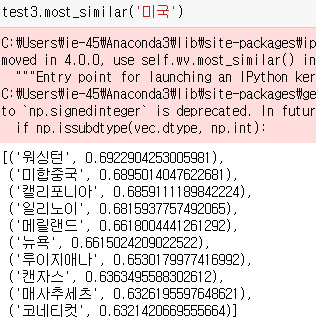 test3.most_similar('미국')
C:₩Users₩ie-45₩Anaconda3₩lib₩site-packages₩ip
moved in 4.0.0, use self.wv.most_similar() in
"""Entry point for launching an IPython ker
C:₩Users₩ie-45₩Anaconda3₩lib₩site-packages₩ge
to `np.signedinteger` is deprecated. In futur
if np.issubdtype(vec.dtype, np.int):
[('워싱턴', 0.6922904253005981),
('미합중국', 0.6895014047622681),
('캘리포니아', 0.6859111189842224),
('일리노이', 0.6815937757492065),
('메릴랜드', 0.6618004441261292),
('뉴욕', 0.6615024209022522),
('루이지애나', 0.6530179977416992),
('캔자스', 0.6363495588302612),
('매사추세츠', 0.6326195597648621),
('코네티컷', 0.6321420669555664)]